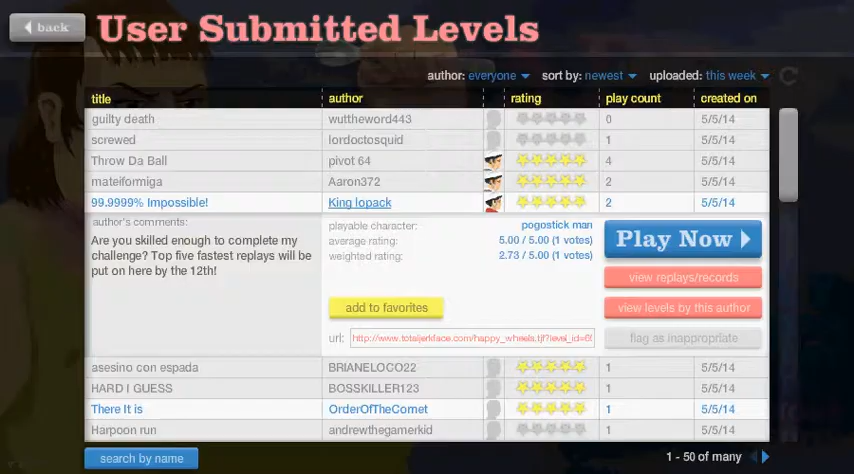 back
User Submitted Levels
author: everyone sort by: newest uploaded: this week
title author rating play count created on
guilty death wuttheword443 0 5/5/14
screwed lordoctosquid 1 5/5/14
Throw Da Ball pivot 64 4 5/5/14
mateiformiga Aaron372 2 5/5/14
99.9999% Impossible! King lopack 2 5/5/14
author's comments:
Are you skilled enough to complete my
challenge? Top five fastest replays will be
put on here by the 12th!
playable character: pogostick man
average rating: 5.00 / 5.00 (1 votes)
weighted rating: 2.73 / 5.00 (1 votes)
add to favorites
url: http://www.totaljerkface.com/happy_wheels.tjf?level_id=6
Play Now
view replays/records
view levels by this author
flag as inappropriate
asesino con espada BRIANELOCO22 1 5/5/14
HARD I GUESS BOSSKILLER123 1 5/5/14
There It is OrderOfTheComet 1 5/5/14
Harpoon run andrewthegamerkid 1 5/5/14
search by name
1 - 50 of many